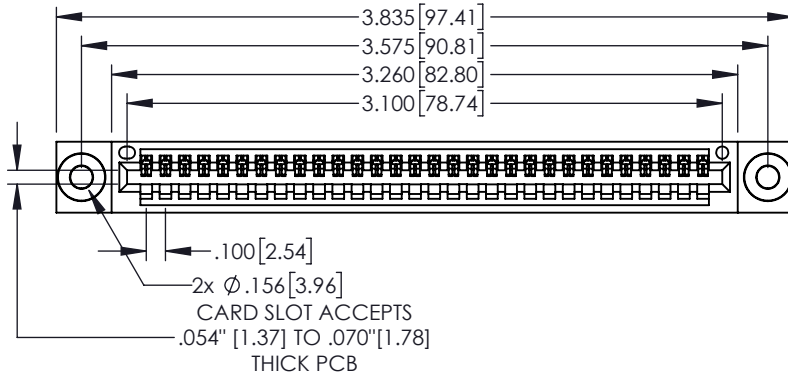 3.835[97.41]
3.575[90.81]
3.260[82.80]
3.100[78.74]
.100[2.54]
2x Ø.156[3.96]
CARD SLOT ACCEPTS
.054" [1.37] TO .070"[1.78]
THICK PCB